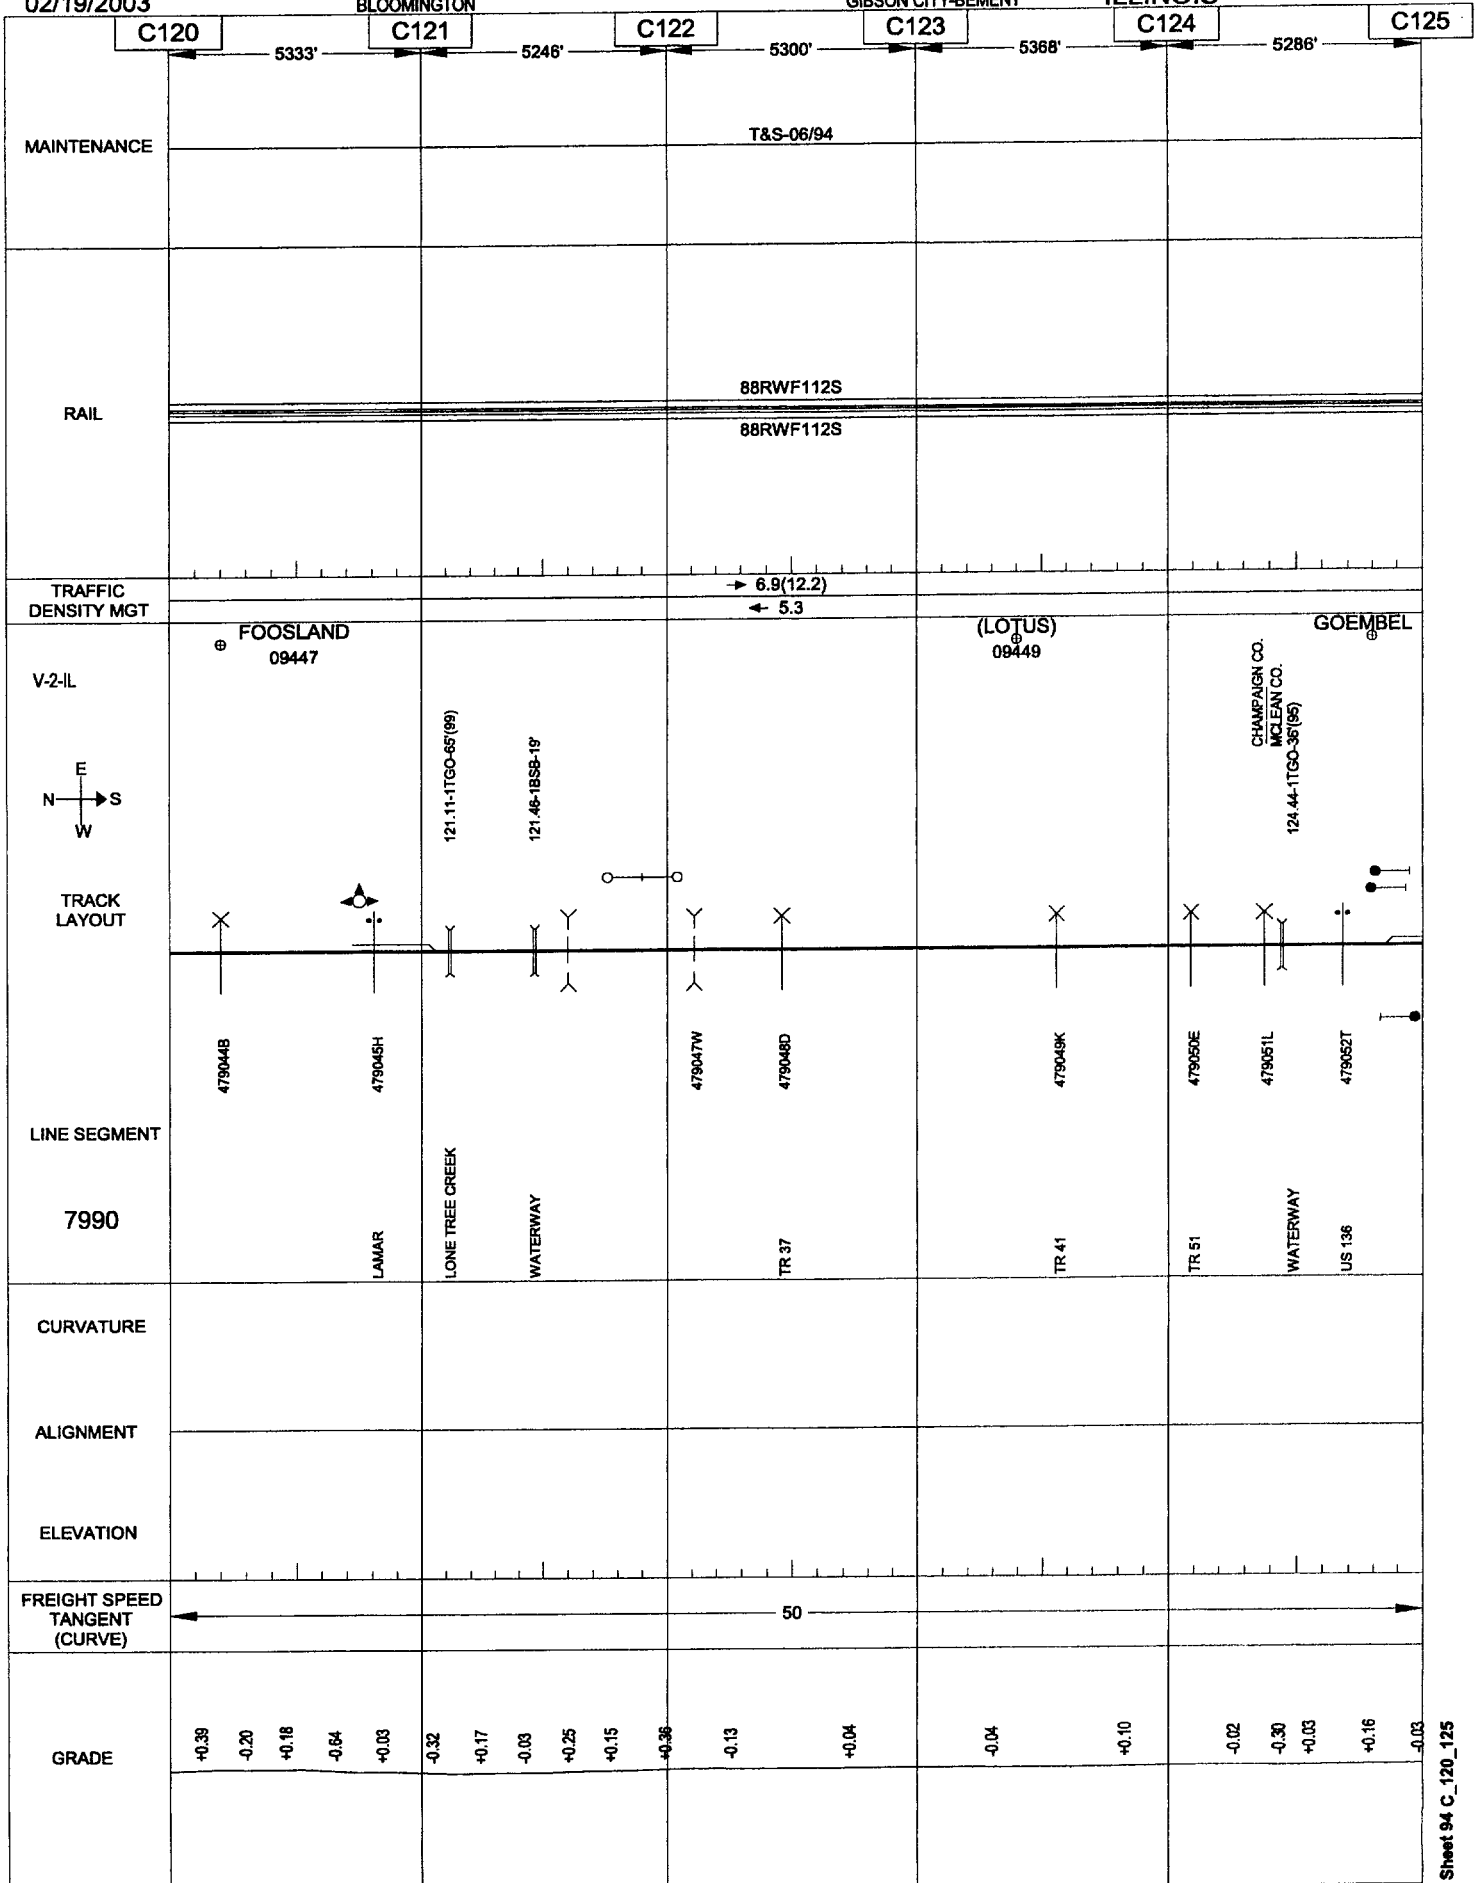 02/19/2003
BLOOMINGTON
GIBSON CITY-BEMENT
ILLINOIS
C120
C121
C122
C123
C124
C125
5333'
5246'
5300'
5368'
5286'
MAINTENANCE
T&S-06/94
RAIL
88RWF112S
88RWF112S
TRAFFIC
DENSITY MGT
→ 6.9(12.2)
← 5.3
FOOSLAND
09447
(LOTUS)
09449
GOEMBEL
V-2-IL
E
N
S
W
121.11-1TGO-65'(99)
121.46-1BSB-19'
CHAMPAIGN CO.
MCLEAN CO.
124.44-1TGO-36'(95)
TRACK
LAYOUT
479044B
479045H
479047W
479048D
479049K
479050E
479051L
479052T
LINE SEGMENT
7990
LAMAR
LONE TREE CREEK
WATERWAY
TR 37
TR 41
TR 51
WATERWAY
US 136
CURVATURE
ALIGNMENT
ELEVATION
FREIGHT SPEED
TANGENT
(CURVE)
50
GRADE
+0.39
-0.20
+0.18
-0.64
+0.03
-0.32
+0.17
-0.03
+0.25
+0.15
+0.36
-0.13
+0.04
-0.04
+0.10
-0.02
-0.30
+0.03
+0.16
-0.03
Sheet 94 C_120_125